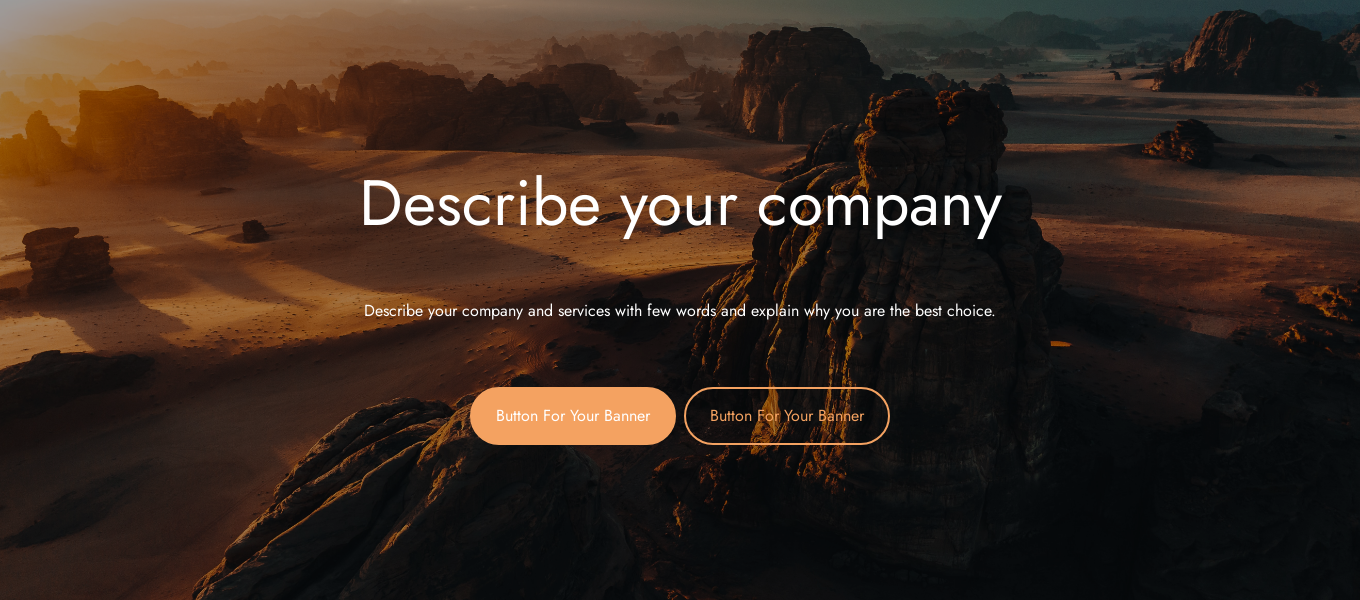 Describe your company
Describe your company and services with few words and explain why you are the best choice.
Button For Your Banner
Button For Your Banner